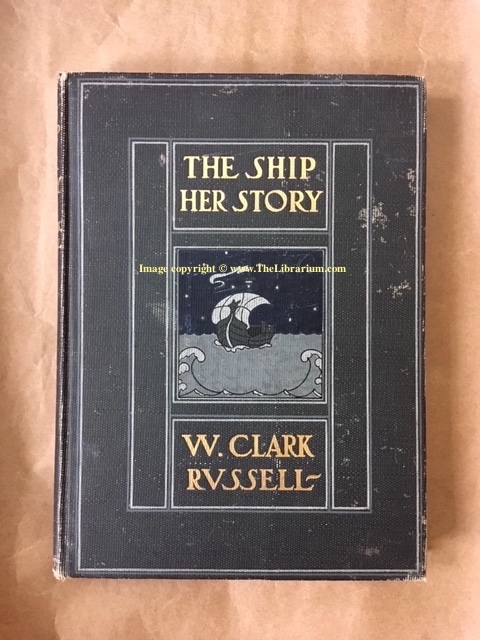 THE SHIP
HER STORY
Image copyright © www.TheLibrarium.com
W. CLARK
RVSSELL